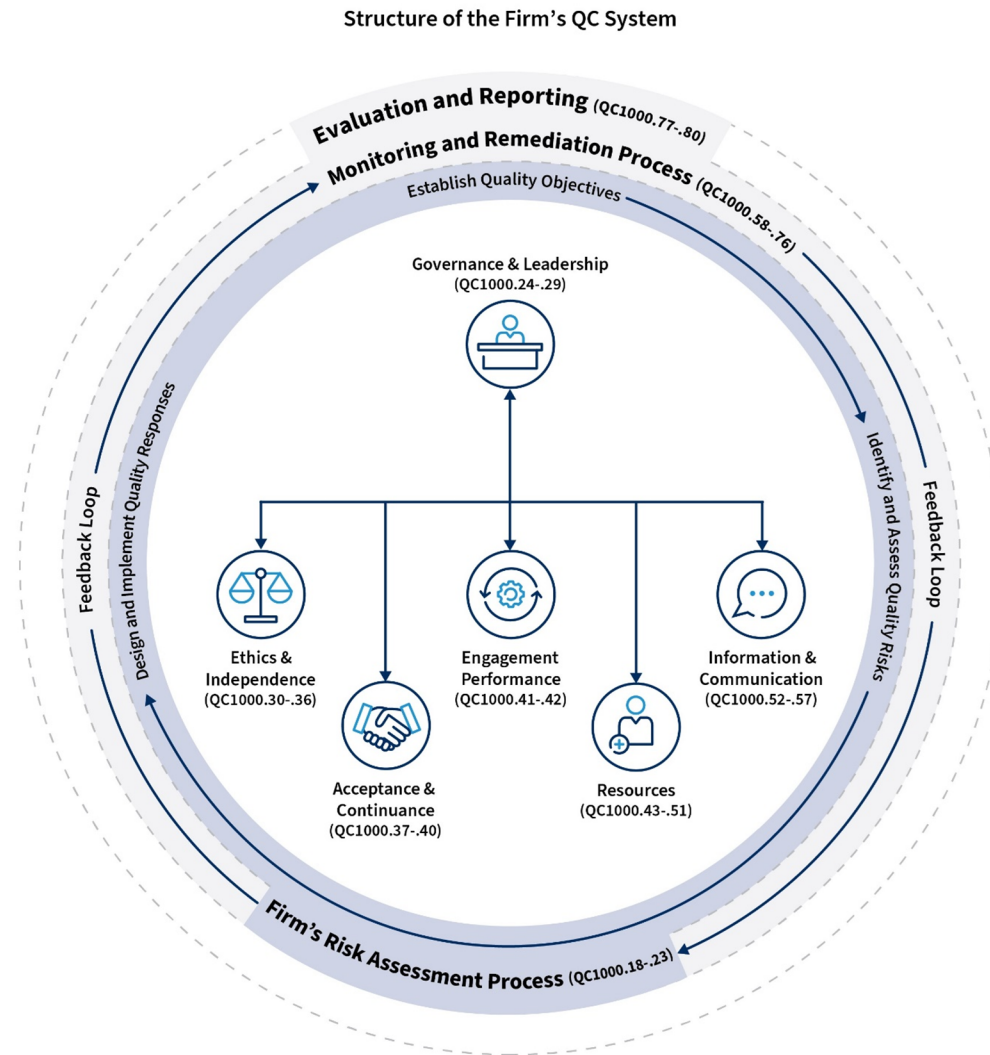 Structure of the Firm's QC System
Evaluation and Reporting (QC1000.77-.80)
Monitoring and Remediation Process (QC1000.58-.76)
Establish Quality Objectives
Governance & Leadership
(QC1000.24-.29)
Design and Implement Quality Responses
Identify and Assess Quality Risks
Feedback Loop
Feedback Loop
Ethics &
Independence
(QC1000.30-.36)
Engagement
Performance
(QC1000.41-.42)
Information &
Communication
(QC1000.52-.57)
Acceptance &
Continuance
(QC1000.37-.40)
Resources
(QC1000.43-.51)
Firm's Risk Assessment Process (QC1000.18-.23)